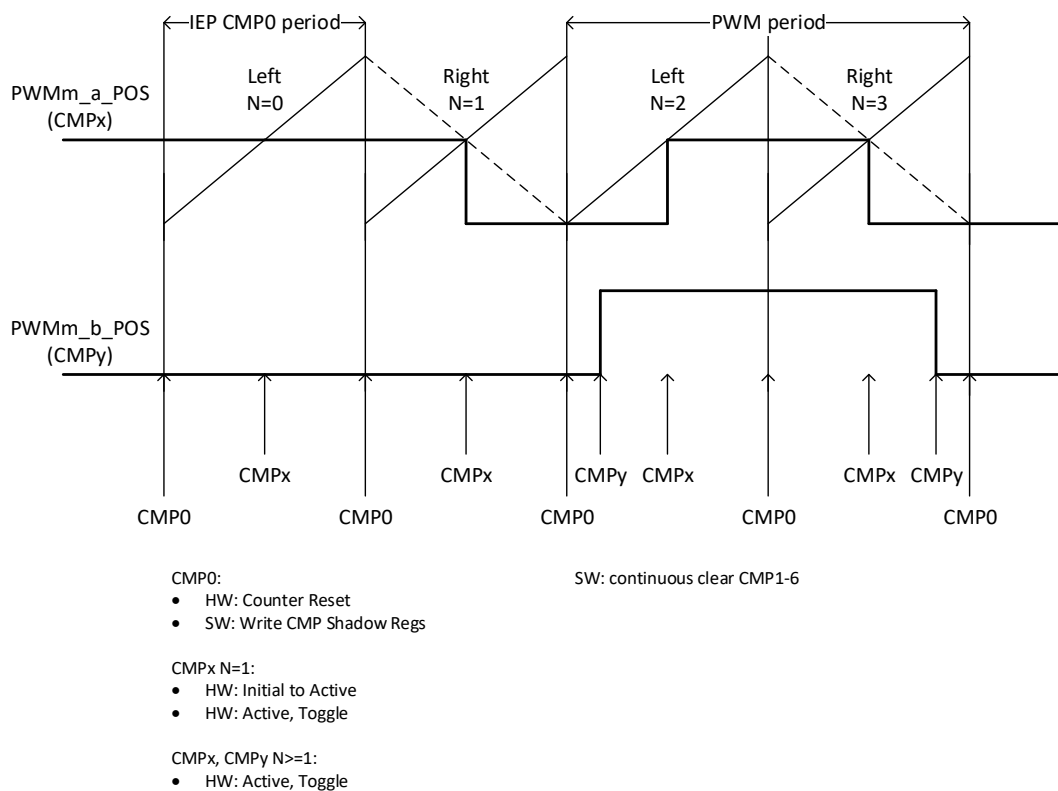 IEP CMP0 period
PWM period
Left
N=0
Right
N=1
Left
N=2
Right
N=3
PWMm_a_POS
(CMPx)
PWMm_b_POS
(CMPy)
CMPx
CMPx
CMPy
CMPx
CMPx
CMPy
CMP0
CMP0
CMP0
CMP0
CMP0
CMP0:
• HW: Counter Reset
• SW: Write CMP Shadow Regs
SW: continuous clear CMP1-6
CMPx N=1:
• HW: Initial to Active
• HW: Active, Toggle
CMPx, CMPy N>=1:
• HW: Active, Toggle